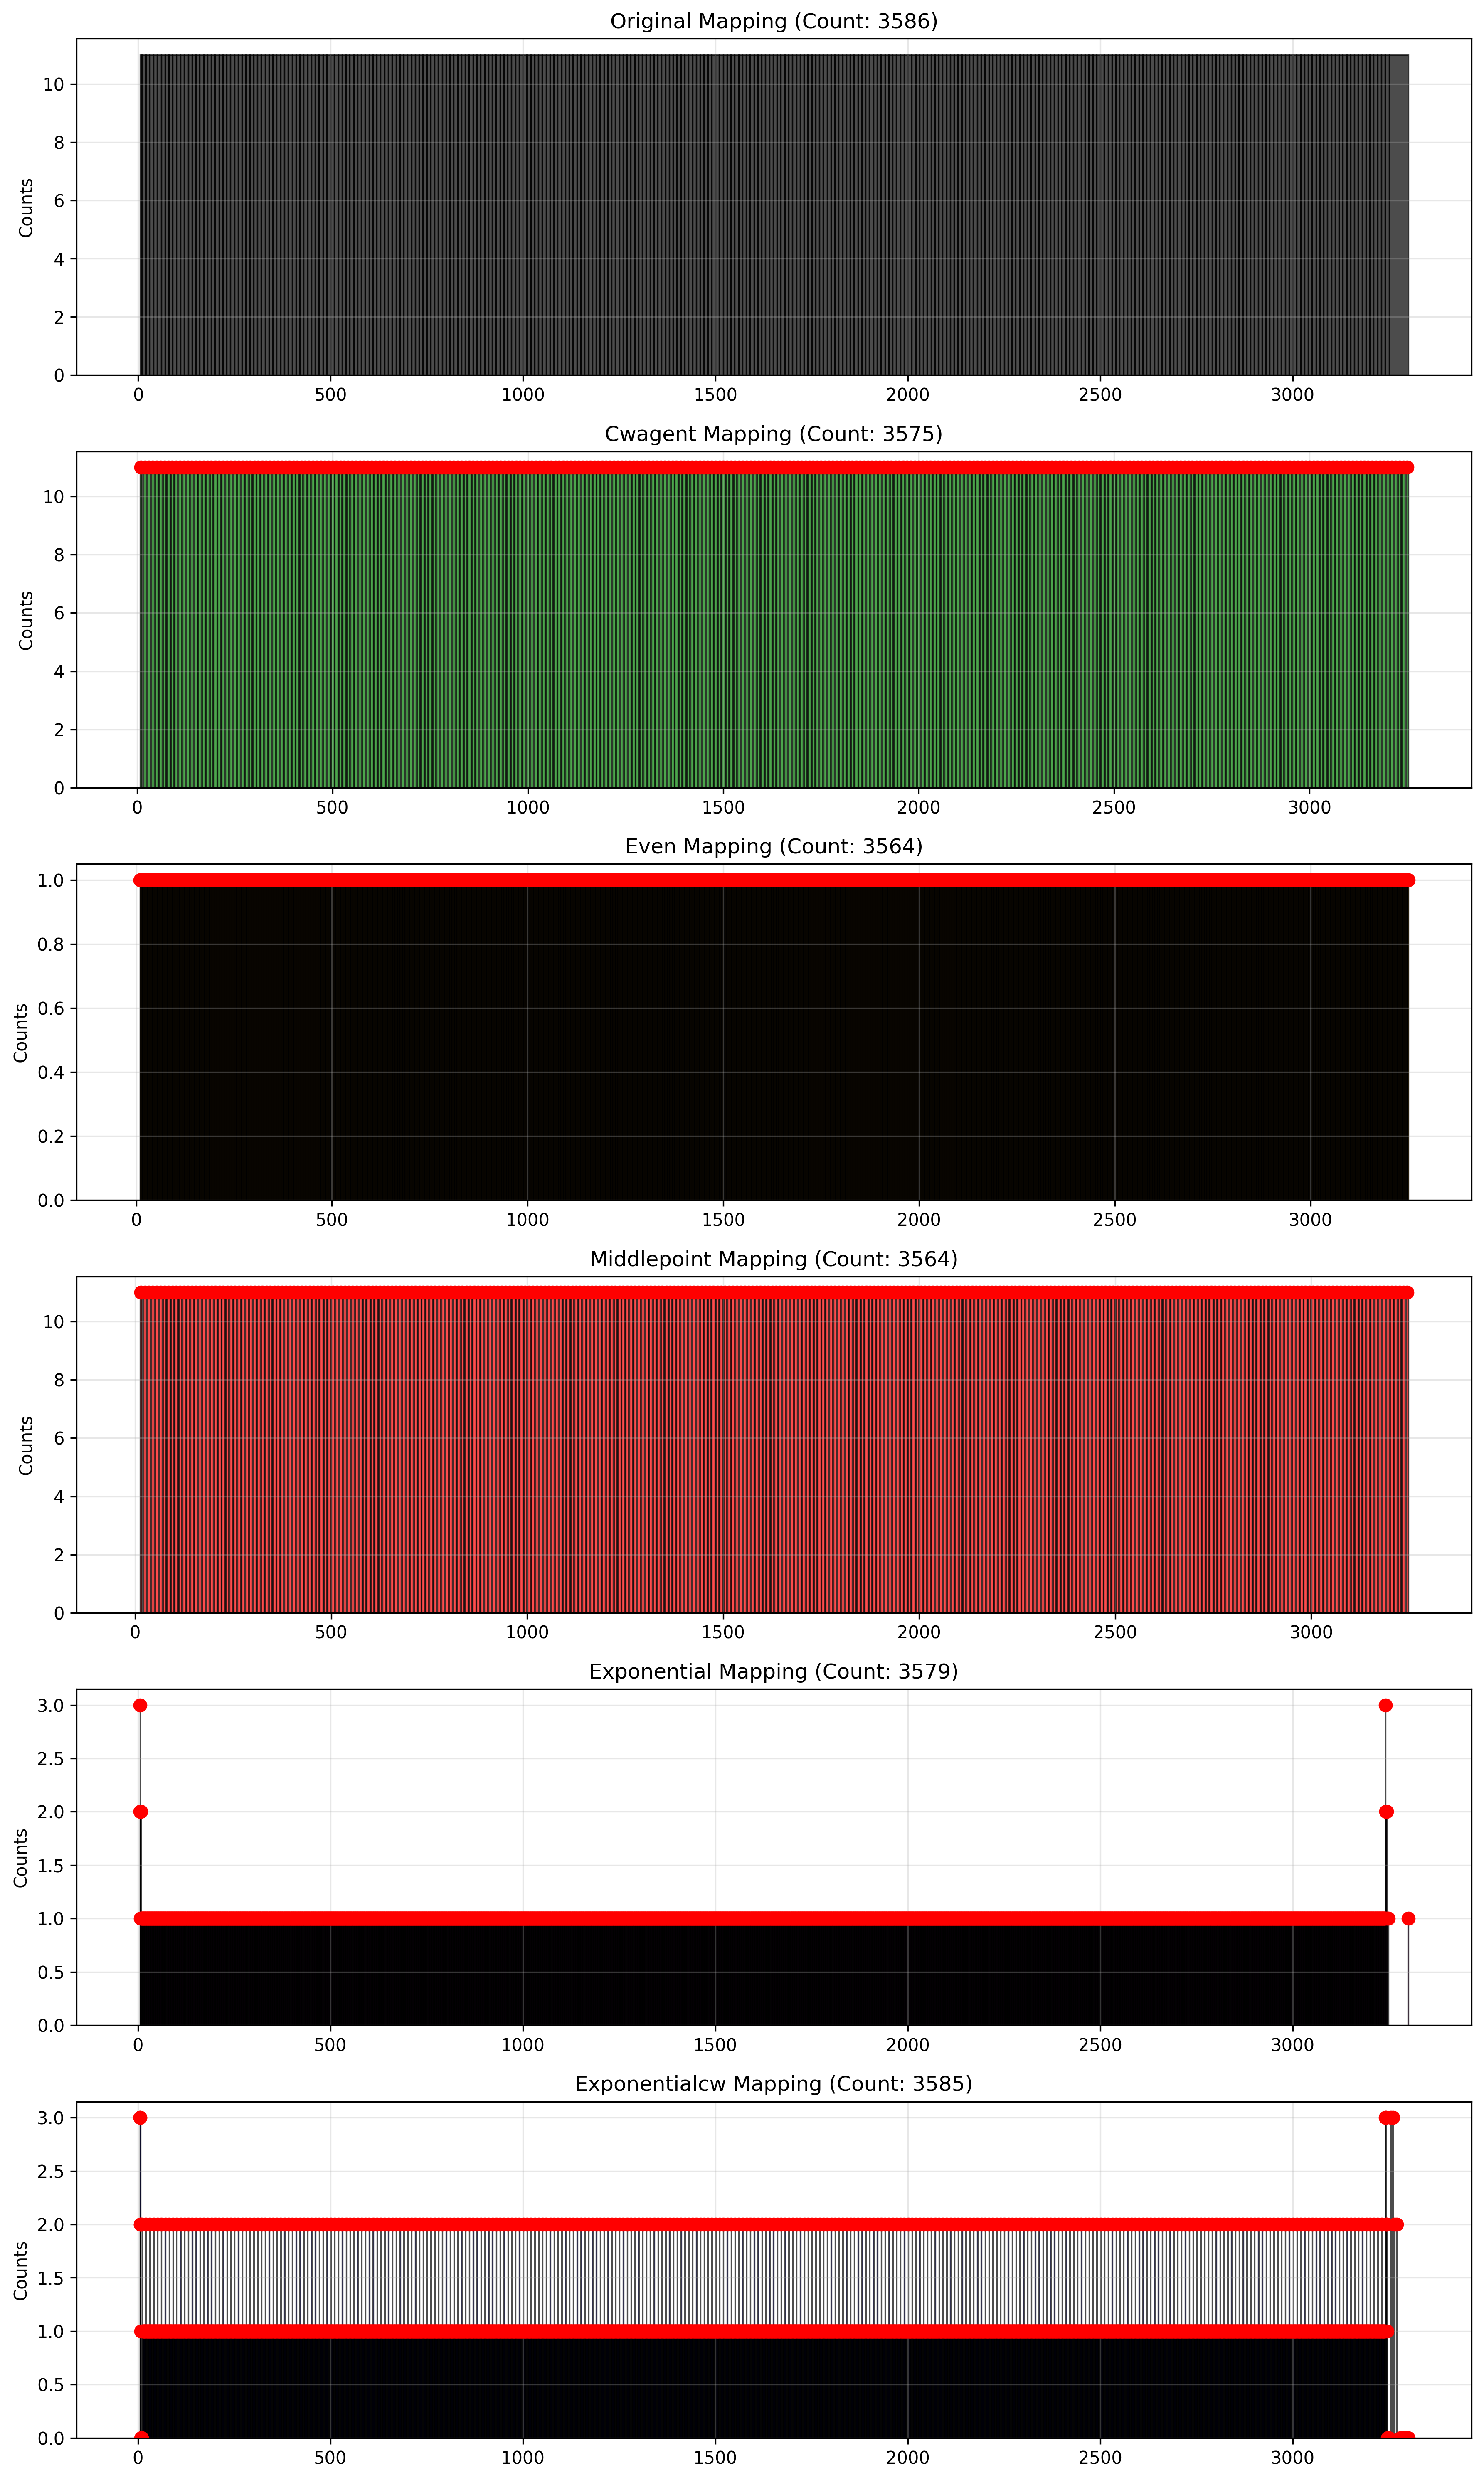 Original Mapping (Count: 3586)
10
8
6
4
2
0
Counts
0 500 1000 1500 2000 2500 3000
Cwagent Mapping (Count: 3575)
10
8
6
4
2
0
Counts
0 500 1000 1500 2000 2500 3000
Even Mapping (Count: 3564)
1.0
0.8
0.6
0.4
0.2
0.0
Counts
0 500 1000 1500 2000 2500 3000
Middlepoint Mapping (Count: 3564)
10
8
6
4
2
0
Counts
0 500 1000 1500 2000 2500 3000
Exponential Mapping (Count: 3579)
3.0
2.5
2.0
1.5
1.0
0.5
0.0
Counts
0 500 1000 1500 2000 2500 3000
Exponentialcw Mapping (Count: 3585)
3.0
2.5
2.0
1.5
1.0
0.5
0.0
Counts
0 500 1000 1500 2000 2500 3000